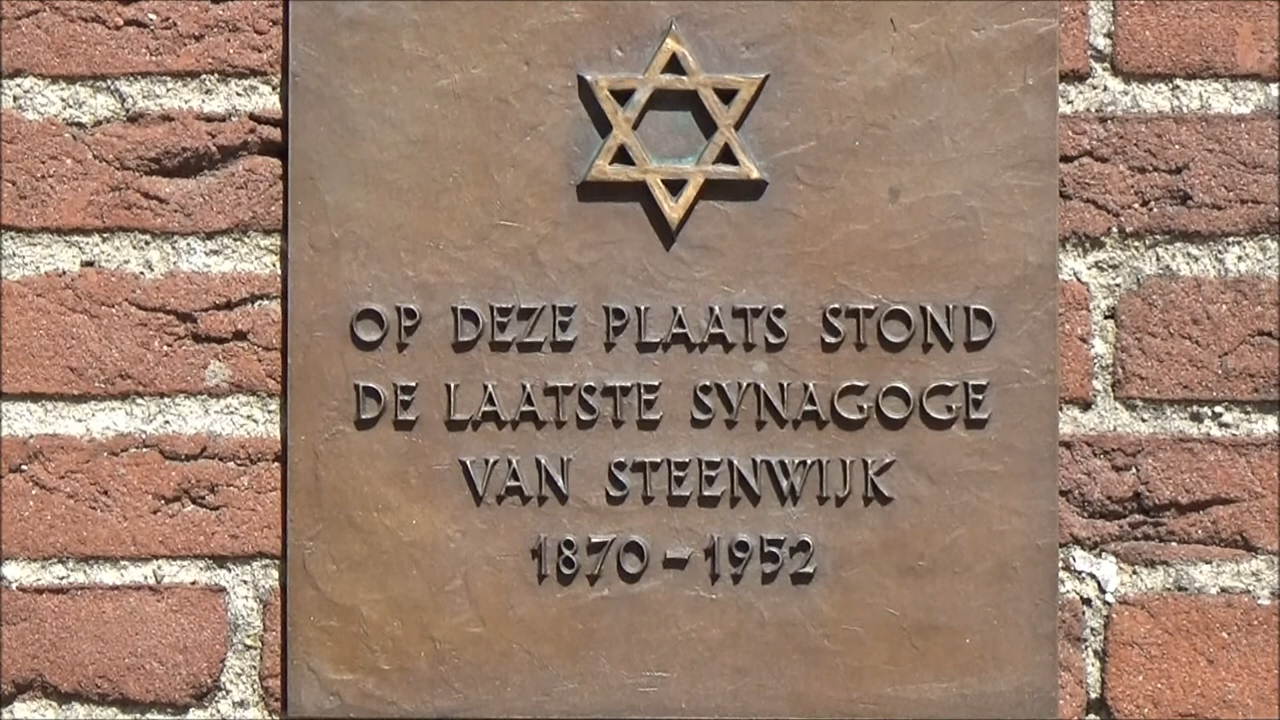 OP DEZE PLAATS STOND
DE LAATSTE SYNAGOGE
VAN STEENWIJK
1870-1952